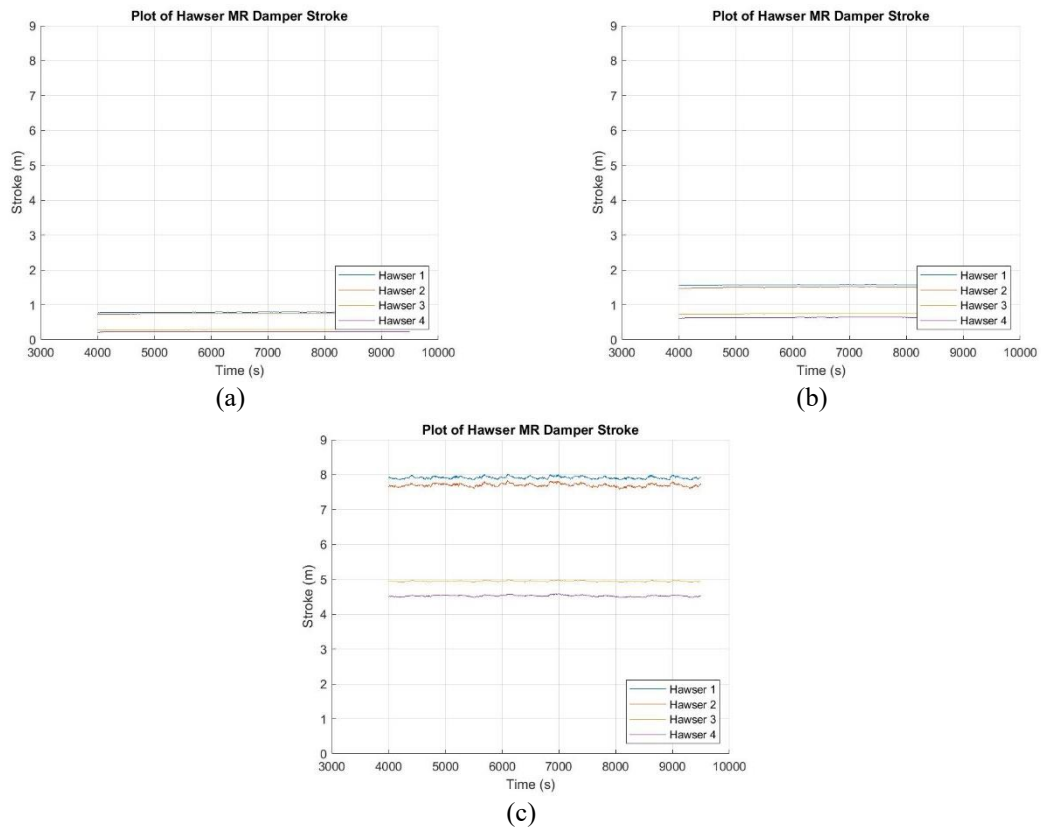 Plot of Hawser MR Damper Stroke
9
8
7
6
5
4
3
2
1
0
Stroke (m)
3000 4000 5000 6000 7000 8000 9000 10000
Time (s)
Hawser 1
Hawser 2
Hawser 3
Hawser 4
(a)
Plot of Hawser MR Damper Stroke
9
8
7
6
5
4
3
2
1
0
Stroke (m)
3000 4000 5000 6000 7000 8000 9000 10000
Time (s)
Hawser 1
Hawser 2
Hawser 3
Hawser 4
(b)
Plot of Hawser MR Damper Stroke
9
8
7
6
5
4
3
2
1
0
Stroke (m)
3000 4000 5000 6000 7000 8000 9000 10000
Time (s)
Hawser 1
Hawser 2
Hawser 3
Hawser 4
(c)